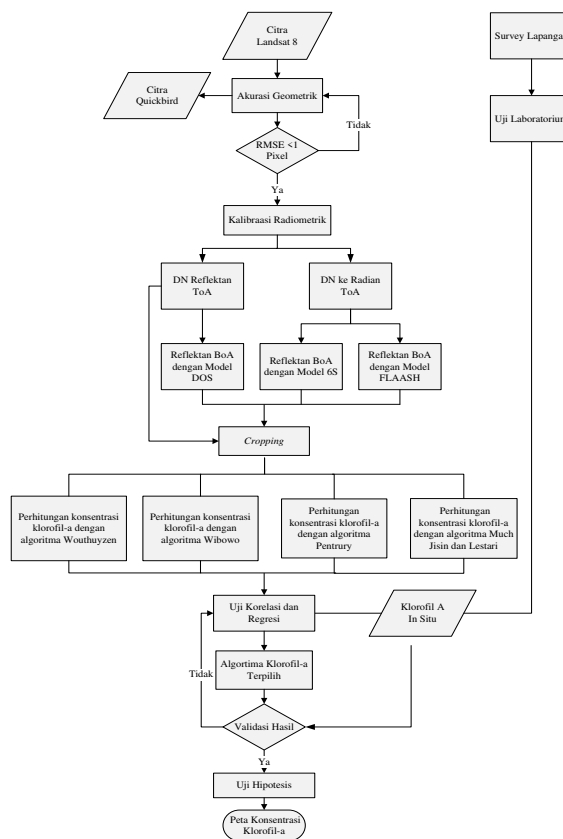 Citra
Landsat 8
Survey Lapanga
Citra
Quickbird
Akurasi Geometrik
Uji Laboratorium
Tidak
RMSE <1
Pixel
Ya
Kalibraasi Radiometrik
DN Reflektan
ToA
DN ke Radian
ToA
Reflektan BoA
dengan Model
DOS
Reflektan BoA
dengan Model 6S
Reflektan BoA
dengan Model
FLAASH
Cropping
Perhitungan konsentrasi
klorofil-a dengan
algoritma Wouthuyzen
Perhitungan konsentrasi
klorofil-a dengan
algoritma Wibowo
Perhitungan
konsentrasi klorofil-a
dengan algoritma
Pentrury
Perhitungan
konsentrasi klorofil-a
dengan algoritma Much
Jisin dan Lestari
Uji Korelasi dan
Regresi
Klorofil A
In Situ
Algortima Klorofil-a
Terpilih
Tidak
Validasi Hasil
Ya
Uji Hipotesis
Peta Konsentrasi
Klorofil-a